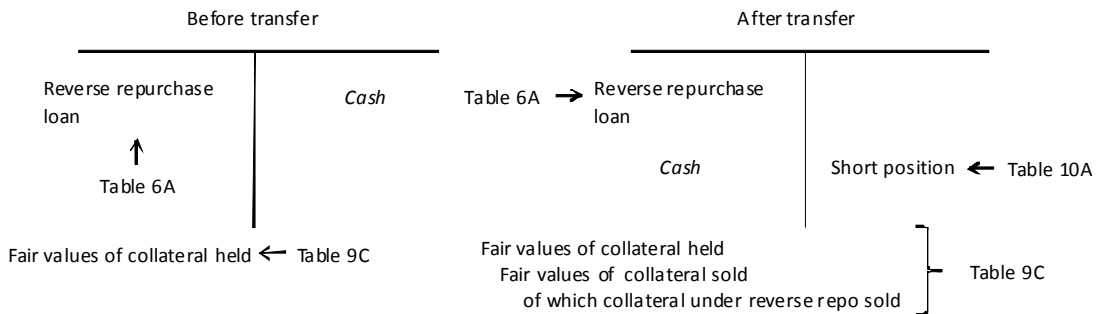 Before transfer
Reverse repurchase
loan
Cash
Table 6A
Fair values of collateral held
Table 9C
After transfer
Table 6A
Reverse repurchase
loan
Cash
Short position
Table 10A
Fair values of collateral held
Fair values of collateral sold
of which collateral under reverse repo sold
Table 9C